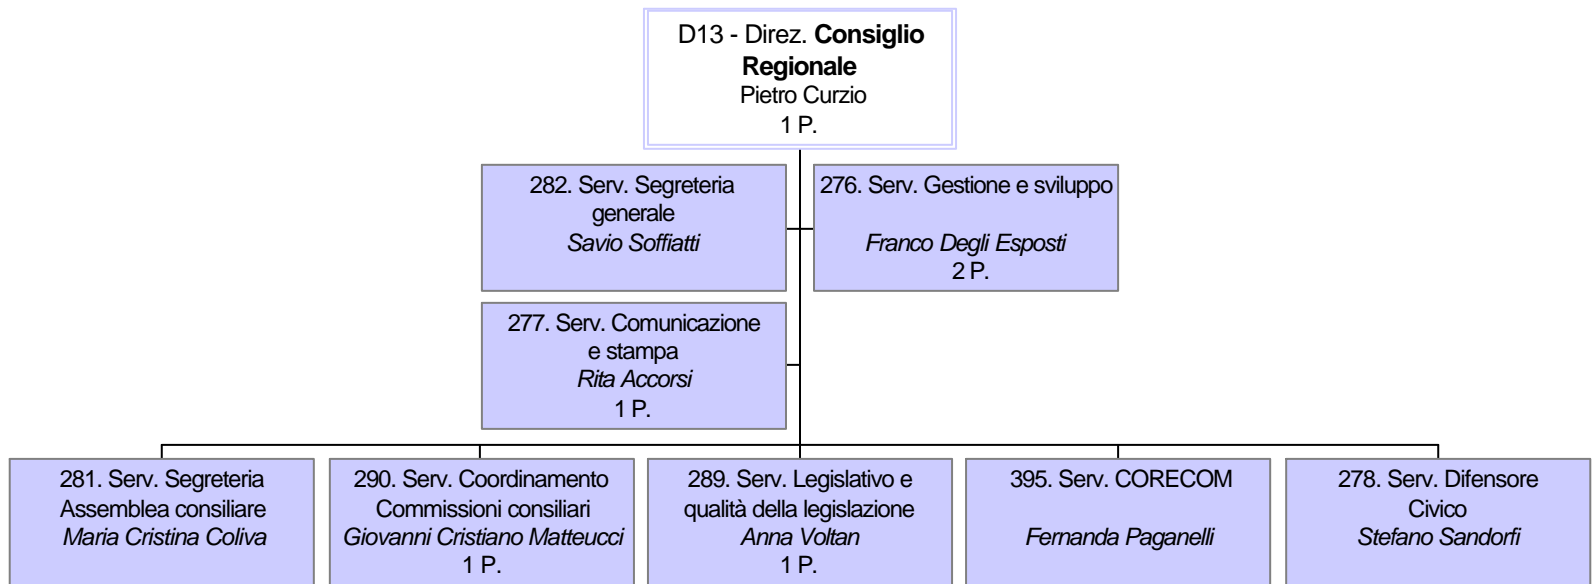 D13 - Direz. Consiglio
Regionale
Pietro Curzio
1 P.
282. Serv. Segreteria
generale
Savio Soffiatti
276. Serv. Gestione e sviluppo
Franco Degli Esposti
2 P.
277. Serv. Comunicazione
e stampa
Rita Accorsi
1 P.
281. Serv. Segreteria
Assemblea consiliare
Maria Cristina Coliva
290. Serv. Coordinamento
Commissioni consiliari
Giovanni Cristiano Matteucci
1 P.
289. Serv. Legislativo e
qualità della legislazione
Anna Voltan
1 P.
395. Serv. CORECOM
Fernanda Paganelli
278. Serv. Difensore
Civico
Stefano Sandorfi